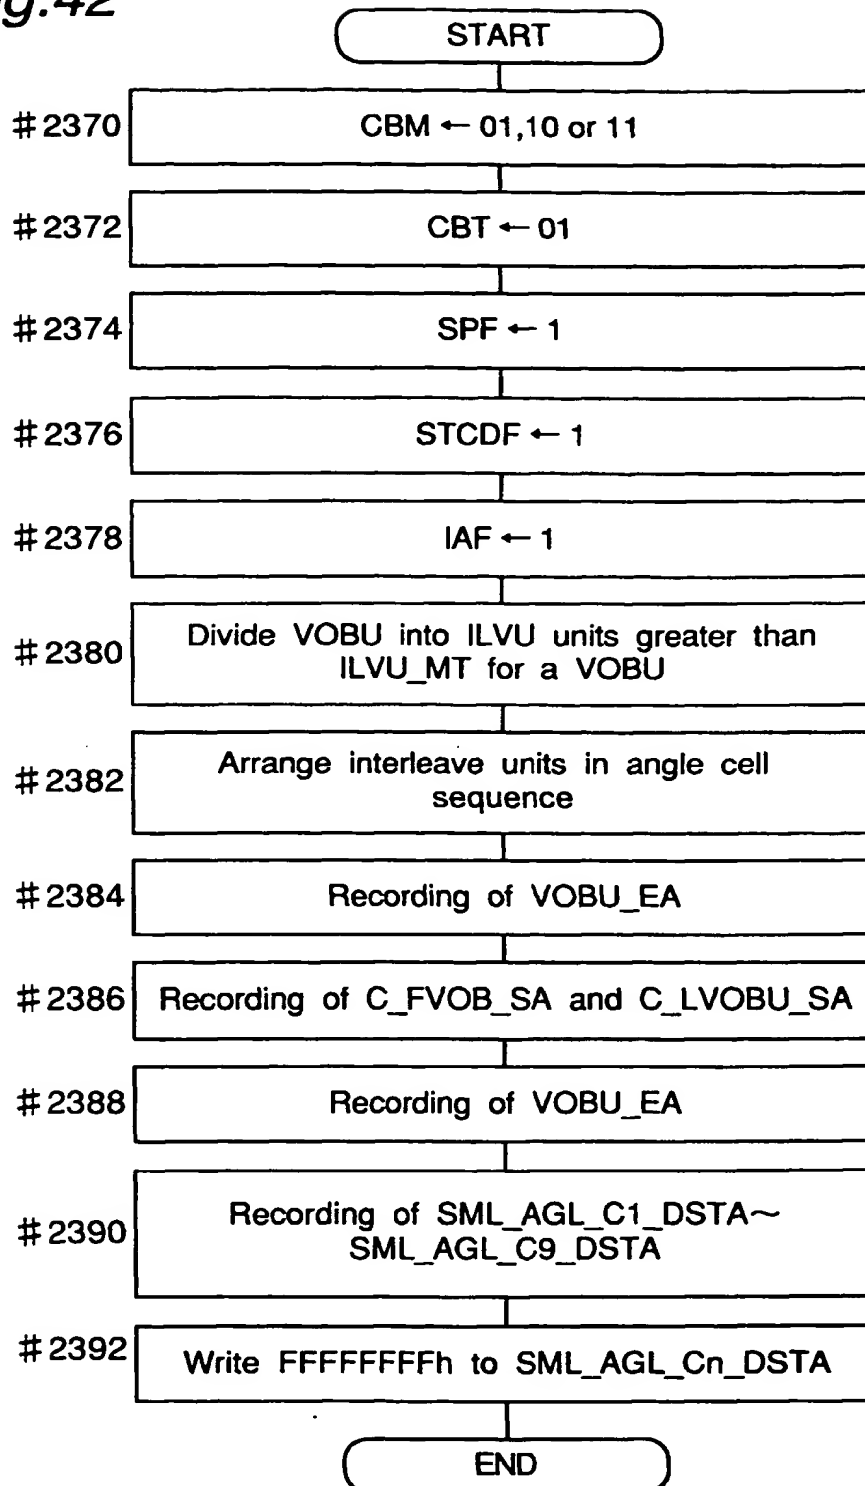 g.42
START
#2370 CBM ← 01,10 or 11
#2372 CBT ← 01
#2374 SPF ← 1
#2376 STCDF ← 1
#2378 IAF ← 1
#2380 Divide VOBU into ILVU units greater than
ILVU_MT for a VOBU
#2382 Arrange interleave units in angle cell
sequence
#2384 Recording of VOBU_EA
#2386 Recording of C_FVOB_SA and C_LVOBU_SA
#2388 Recording of VOBU_EA
#2390 Recording of SML_AGL_C1_DSTA~
SML_AGL_C9_DSTA
#2392 Write FFFFFFFFh to SML_AGL_Cn_DSTA
END